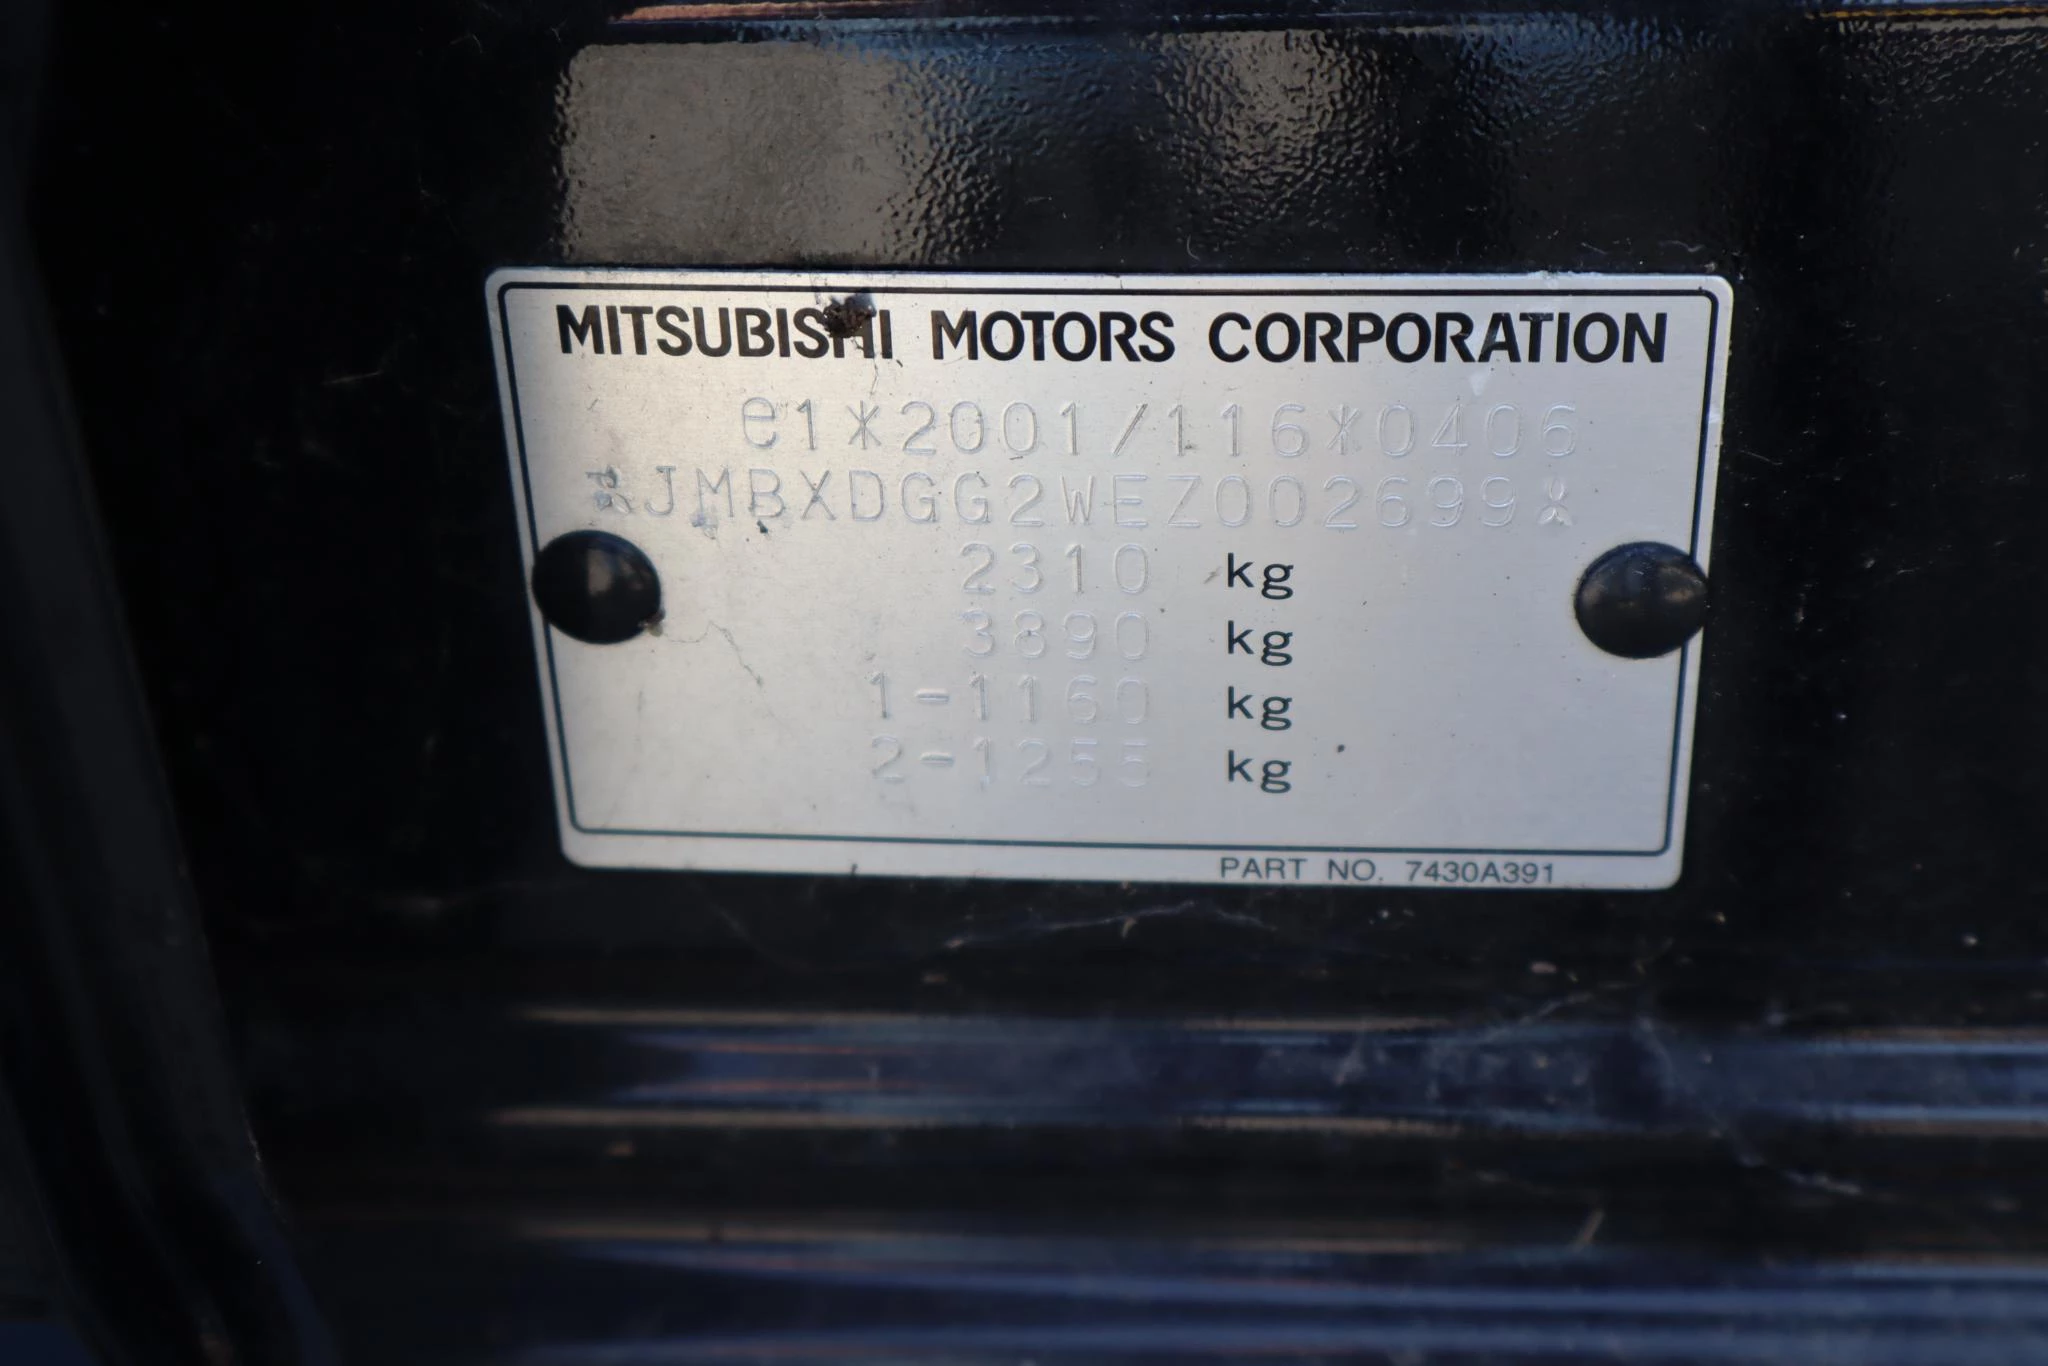 MITSUBISHI MOTORS CORPORATION
e1*2001/116*0406
*JMBXDGG2WEZ002699*
2310 kg
3890 kg
1-1160 kg
2-1255 kg
PART NO. 7430A391